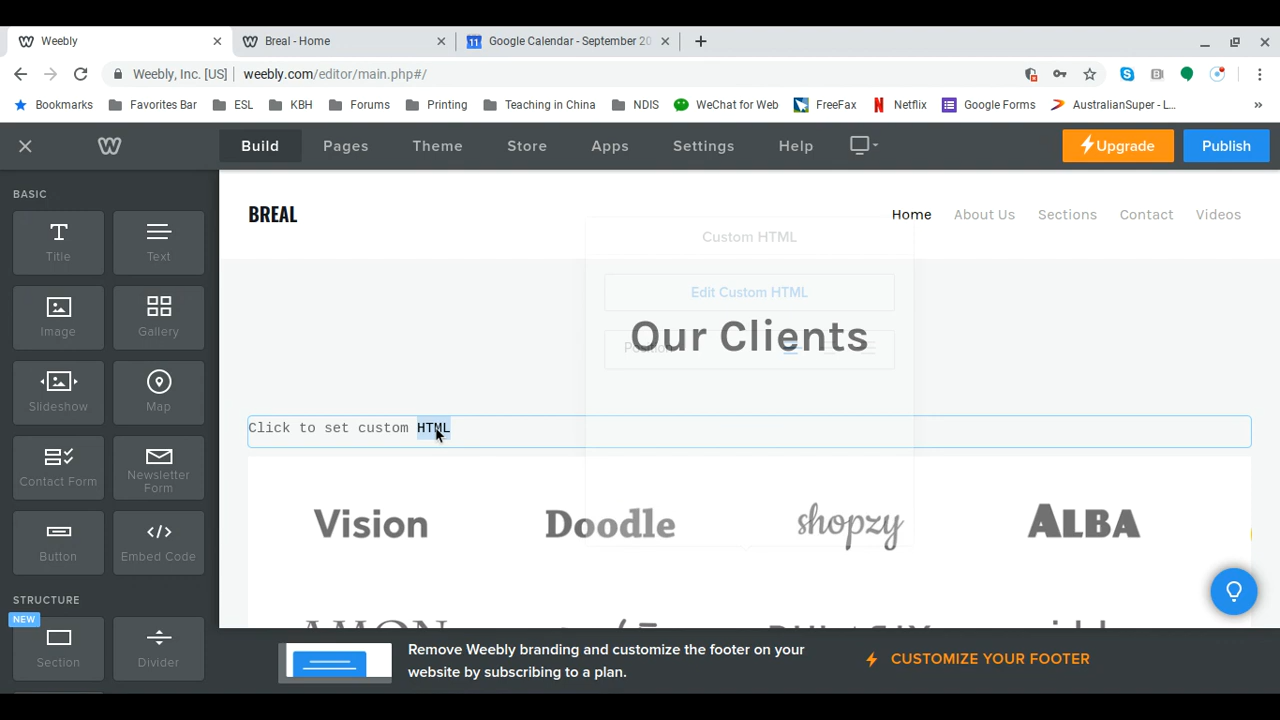 Weebly
Breal - Home
11 Google Calendar - September 20
Weebly, Inc. [US] weebly.com/editor/main.php#/
Bookmarks Favorites Bar ESL KBH Forums Printing Teaching in China NDIS WeChat for Web FreeFax Netflix Google Forms AustralianSuper - L... »
Build Pages Theme Store Apps Settings Help Upgrade Publish
BASIC
Title Text
Image Gallery
Slideshow Map
Contact Form Newsletter Form
Button Embed Code
STRUCTURE
NEW
Section Divider
BREAL
Home About Us Sections Contact Videos
Custom HTML
Edit Custom HTML
Our Clients
Position
Click to set custom HTML
Vision Doodle shopzy ALBA
Remove Weebly branding and customize the footer on your
website by subscribing to a plan.
CUSTOMIZE YOUR FOOTER